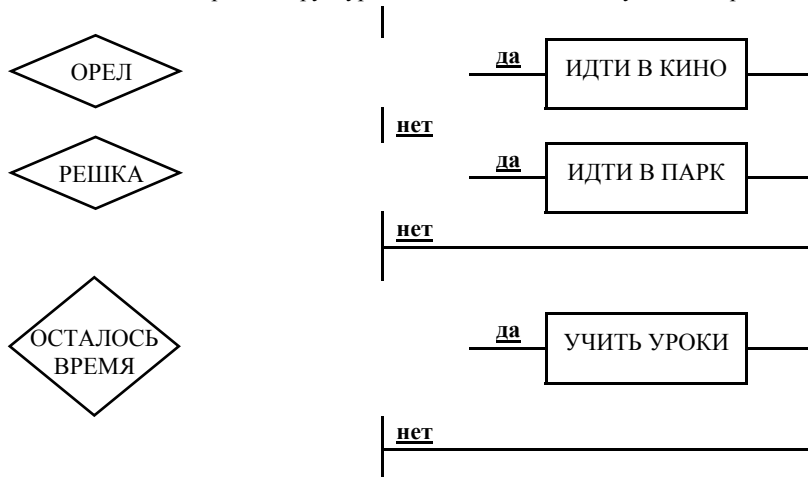 да
ОРЕЛ
ИДТИ В КИНО
нет
да
РЕШКА
ИДТИ В ПАРК
нет
да
ОСТАЛОСЬ
ВРЕМЯ
УЧИТЬ УРОКИ
нет